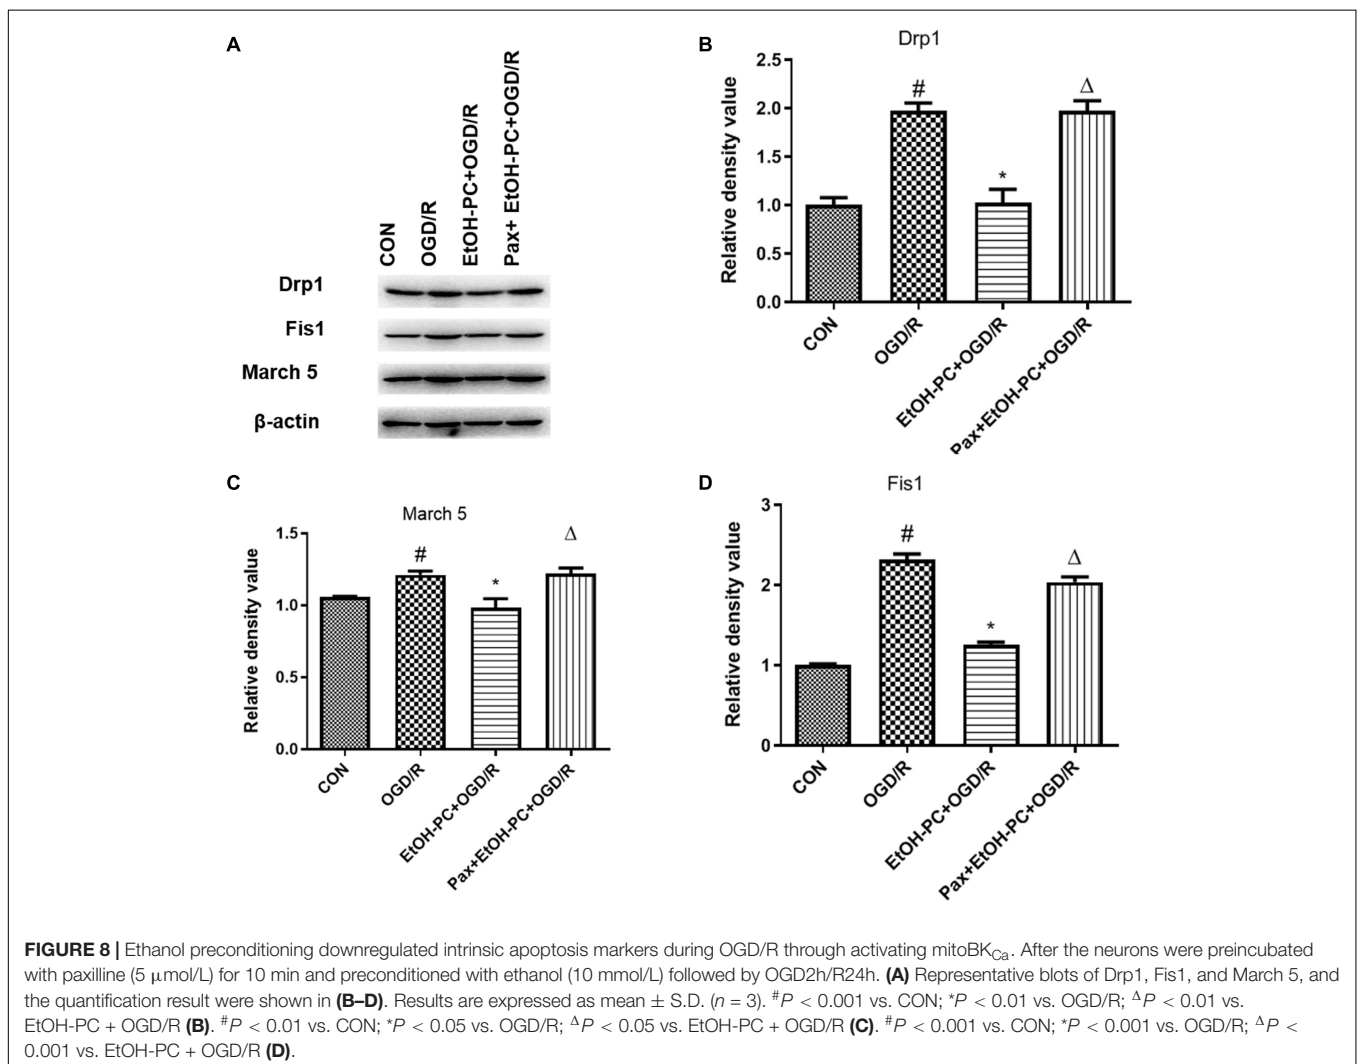 A
CON
OGD/R
EtOH-PC+OGD/R
Pax+ EtOH-PC+OGD/R
Drp1
Fis1
March 5
β-actin
B
Drp1
Relative density value
2.5
2.0
1.5
1.0
0.5
0.0
#
*
Δ
CON
OGD/R
EtOH-PC+OGD/R
Pax+EtOH-PC+OGD/R
C
March 5
Relative density value
1.5
1.0
0.5
0.0
#
*
Δ
CON
OGD/R
EtOH-PC+OGD/R
Pax+EtOH-PC+OGD/R
D
Fis1
Relative density value
3
2
1
0
#
*
Δ
CON
OGD/R
EtOH-PC+OGD/R
Pax+EtOH-PC+OGD/R
FIGURE 8 | Ethanol preconditioning downregulated intrinsic apoptosis markers during OGD/R through activating mitoBKCa. After the neurons were preincubated
with paxilline (5 μmol/L) for 10 min and preconditioned with ethanol (10 mmol/L) followed by OGD2h/R24h. (A) Representative blots of Drp1, Fis1, and March 5, and
the quantification result were shown in (B–D). Results are expressed as mean ± S.D. (n = 3). #P < 0.001 vs. CON; *P < 0.01 vs. OGD/R; ΔP < 0.01 vs.
EtOH-PC + OGD/R (B). #P < 0.01 vs. CON; *P < 0.05 vs. OGD/R; ΔP < 0.05 vs. EtOH-PC + OGD/R (C). #P < 0.001 vs. CON; *P < 0.001 vs. OGD/R; ΔP <
0.001 vs. EtOH-PC + OGD/R (D).